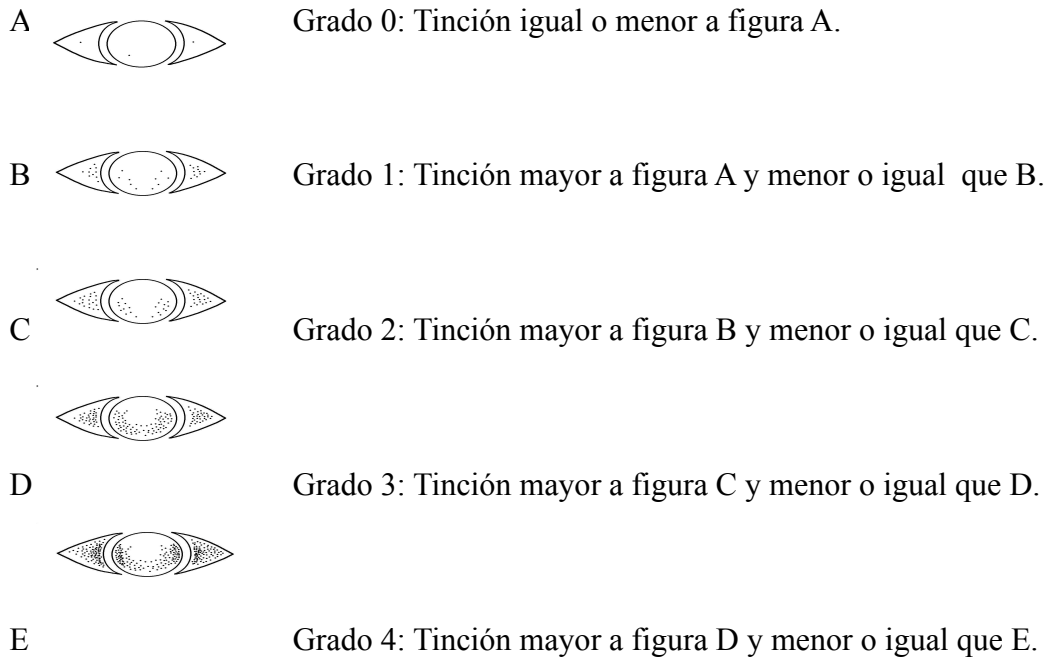 A Grado 0: Tinción igual o menor a figura A.
B Grado 1: Tinción mayor a figura A y menor o igual que B.
C Grado 2: Tinción mayor a figura B y menor o igual que C.
D Grado 3: Tinción mayor a figura C y menor o igual que D.
E Grado 4: Tinción mayor a figura D y menor o igual que E.